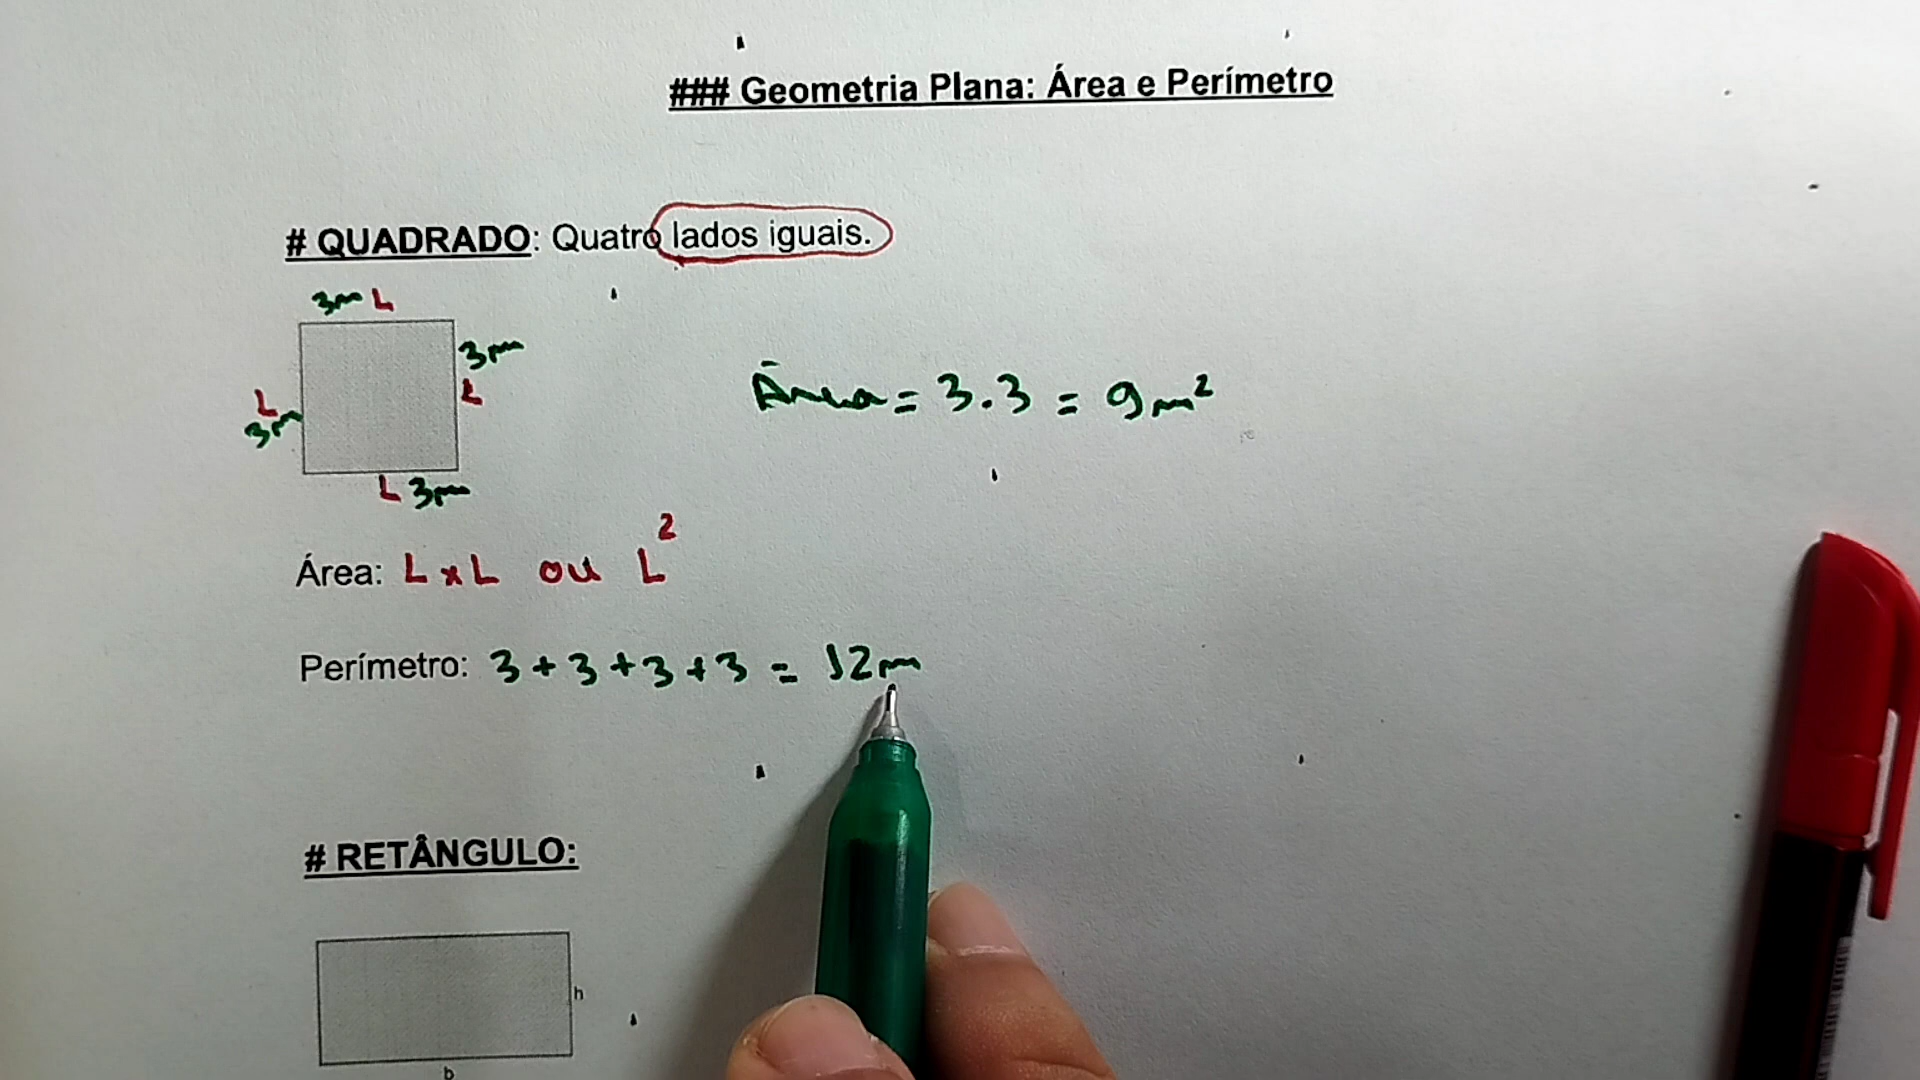 ### Geometria Plana: Área e Perímetro
# QUADRADO: Quatro lados iguais.
3m L
3m
L
L
3m
L 3m
Área = 3.3 = 9m²
Área: L x L ou L²
Perímetro: 3 + 3 + 3 + 3 = 12m
# RETÂNGULO:
h
b